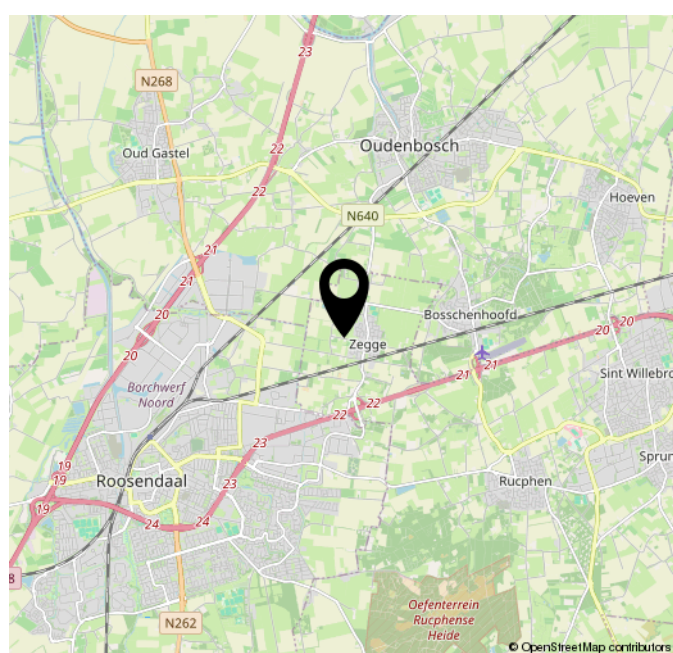 23
N268
Oudenbosch
Oud Gastel
22
22
Hoeven
N640
21
21
20
20
20
Bosschenhoofd
Zegge
21
21
Sint Willebro
Borchwerf
Noord
22
22
23
19
19
19
Roosendaal
23
Sprun
Rucphen
24
24
8
Oefenterrein
Rucphense
Heide
N262
© OpenStreetMap contributors